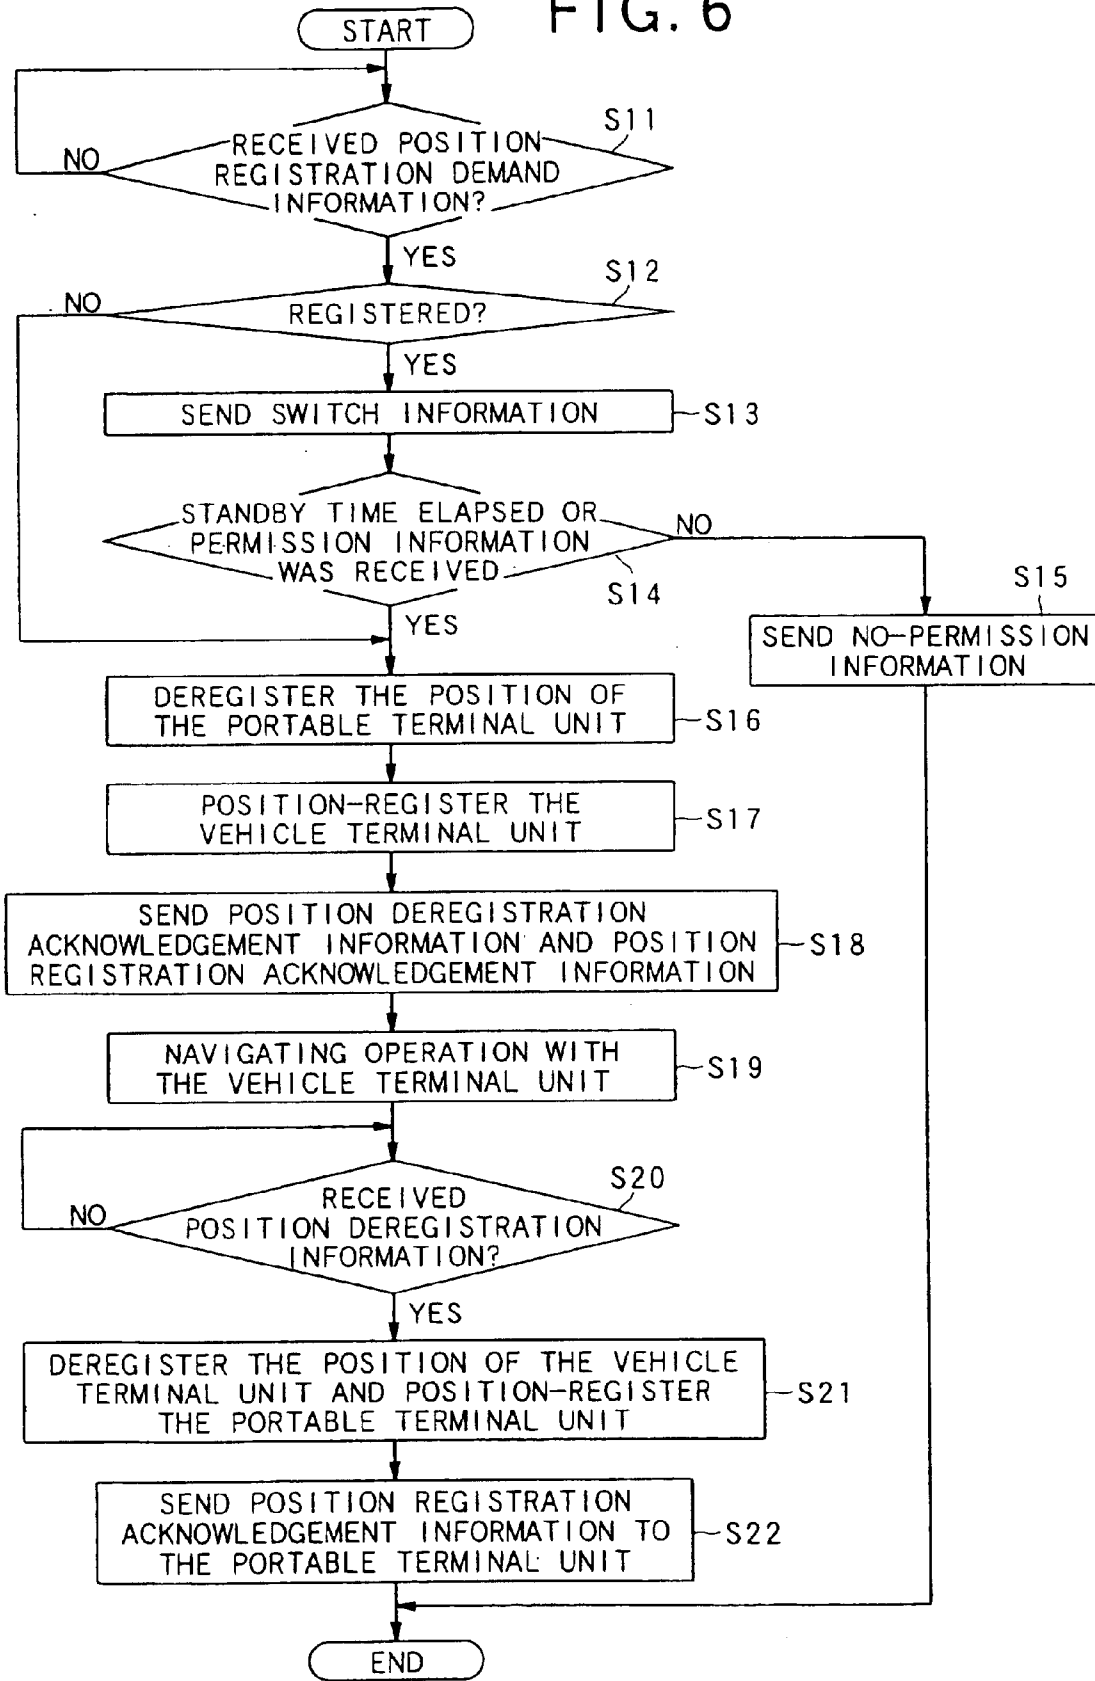 FIG. 6
START
S11
RECEIVED POSITION
REGISTRATION DEMAND
INFORMATION?
NO
YES
S12
NO
REGISTERED?
YES
SEND SWITCH INFORMATION
S13
STANDBY TIME ELAPSED OR
PERMISSION INFORMATION
WAS RECEIVED
NO
S14
YES
S15
SEND NO-PERMISSION
INFORMATION
DEREGISTER THE POSITION OF
THE PORTABLE TERMINAL UNIT
S16
POSITION-REGISTER THE
VEHICLE TERMINAL UNIT
S17
SEND POSITION DEREGISTRATION
ACKNOWLEDGEMENT INFORMATION AND POSITION
REGISTRATION ACKNOWLEDGEMENT INFORMATION
S18
NAVIGATING OPERATION WITH
THE VEHICLE TERMINAL UNIT
S19
S20
RECEIVED
POSITION DEREGISTRATION
INFORMATION?
NO
YES
DEREGISTER THE POSITION OF THE VEHICLE
TERMINAL UNIT AND POSITION-REGISTER
THE PORTABLE TERMINAL UNIT
S21
SEND POSITION REGISTRATION
ACKNOWLEDGEMENT INFORMATION TO
THE PORTABLE TERMINAL UNIT
S22
END